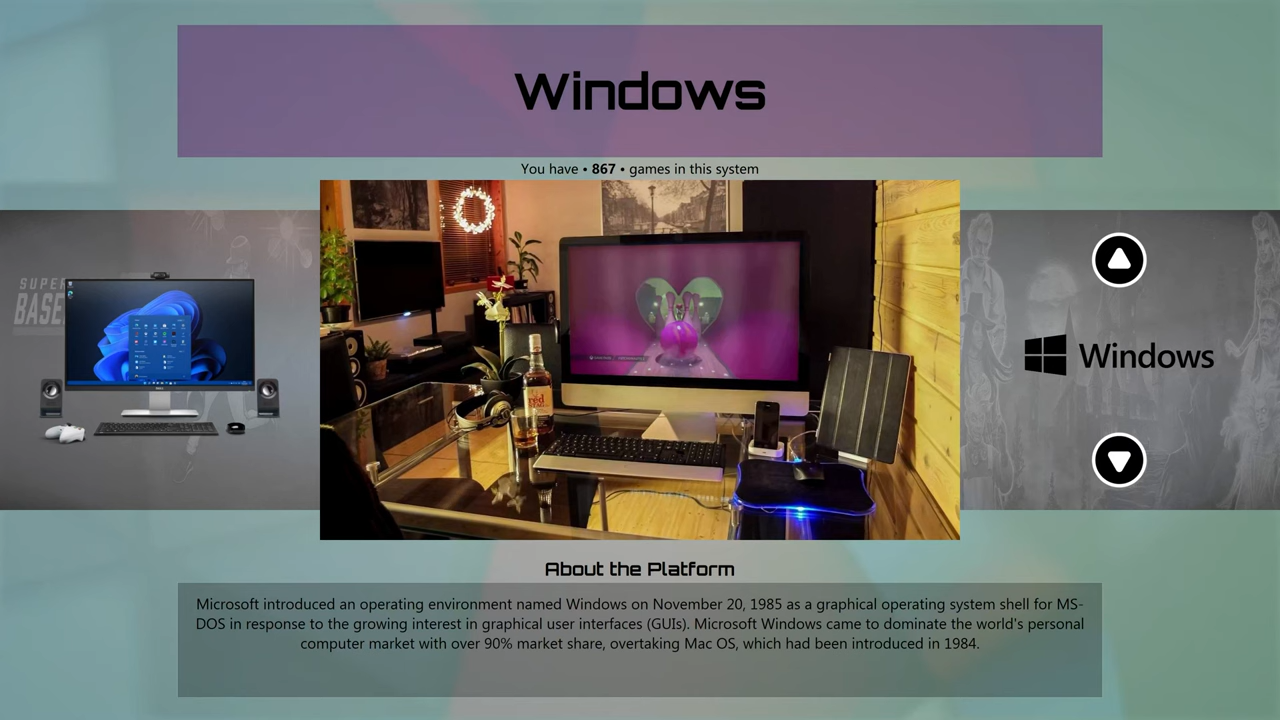 Windows
You have • 867 • games in this system
SUPER
BASE
Windows
red
About the Platform
Microsoft introduced an operating environment named Windows on November 20, 1985 as a graphical operating system shell for MS-
DOS in response to the growing interest in graphical user interfaces (GUIs). Microsoft Windows came to dominate the world's personal
computer market with over 90% market share, overtaking Mac OS, which had been introduced in 1984.